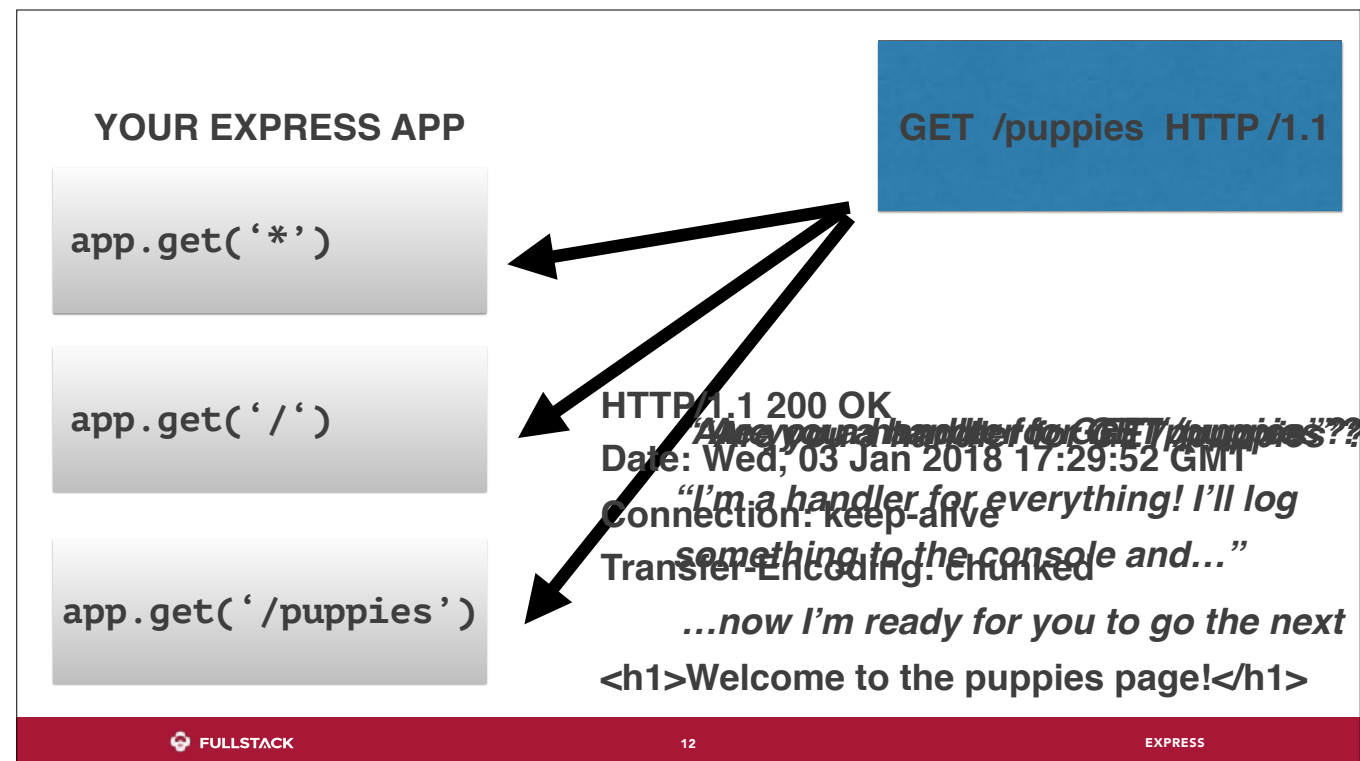 YOUR EXPRESS APP
GET /puppies HTTP /1.1
app.get(‘*’)
app.get(‘/‘)
app.get(‘/puppies’)
HTTP/1.1 200 OK
Date: Wed, 03 Jan 2018 17:29:52 GMT
“I’m a handler for everything! I’ll log
Connection: keep-alive
something to the console and…”
Transfer-Encoding: chunked
…now I’m ready for you to go the next
<h1>Welcome to the puppies page!</h1>
FULLSTACK
12
EXPRESS